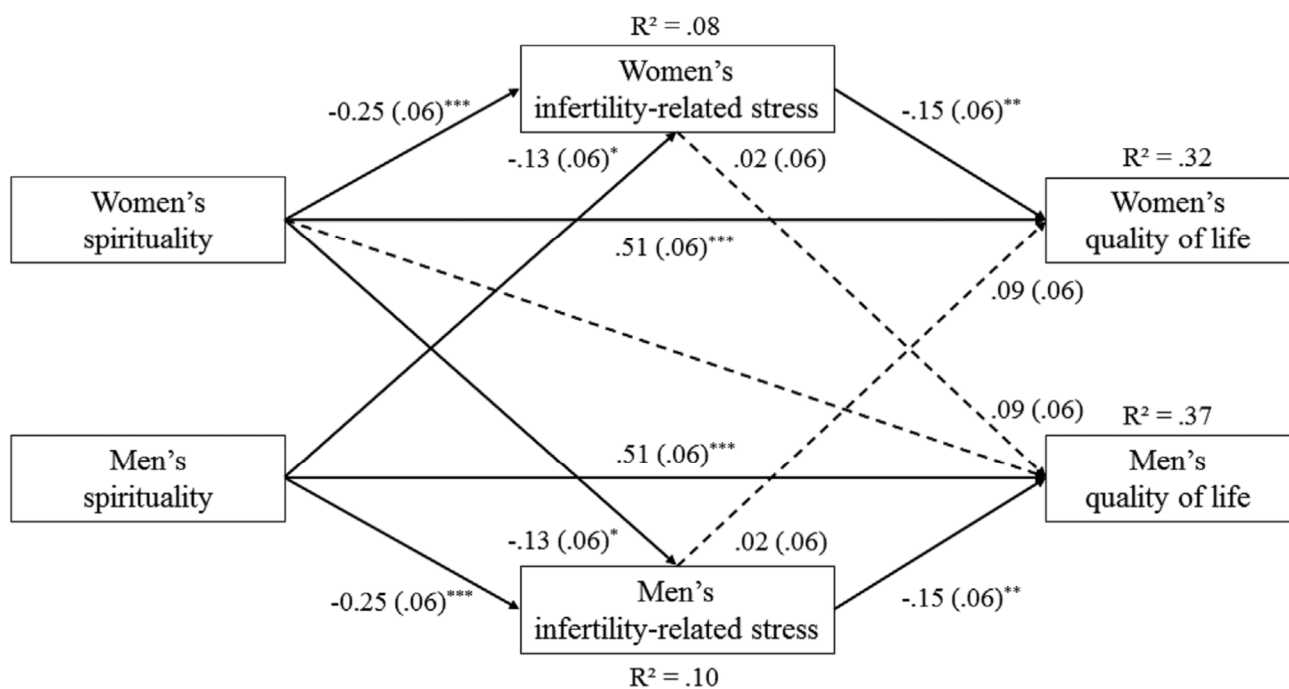 R² = .08
Women’s
infertility-related stress
-0.25 (.06)***
-.15 (.06)**
-.13 (.06)*
.02 (.06)
R² = .32
Women’s
spirituality
Women’s
quality of life
.51 (.06)***
.09 (.06)
.09 (.06)
R² = .37
Men’s
spirituality
.51 (.06)***
Men’s
quality of life
-.13 (.06)*
.02 (.06)
-0.25 (.06)***
Men’s
infertility-related stress
-.15 (.06)**
R² = .10